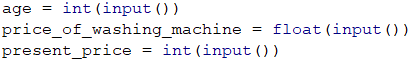 age = int(input())
price_of_washing_machine = float(input())
present_price = int(input())